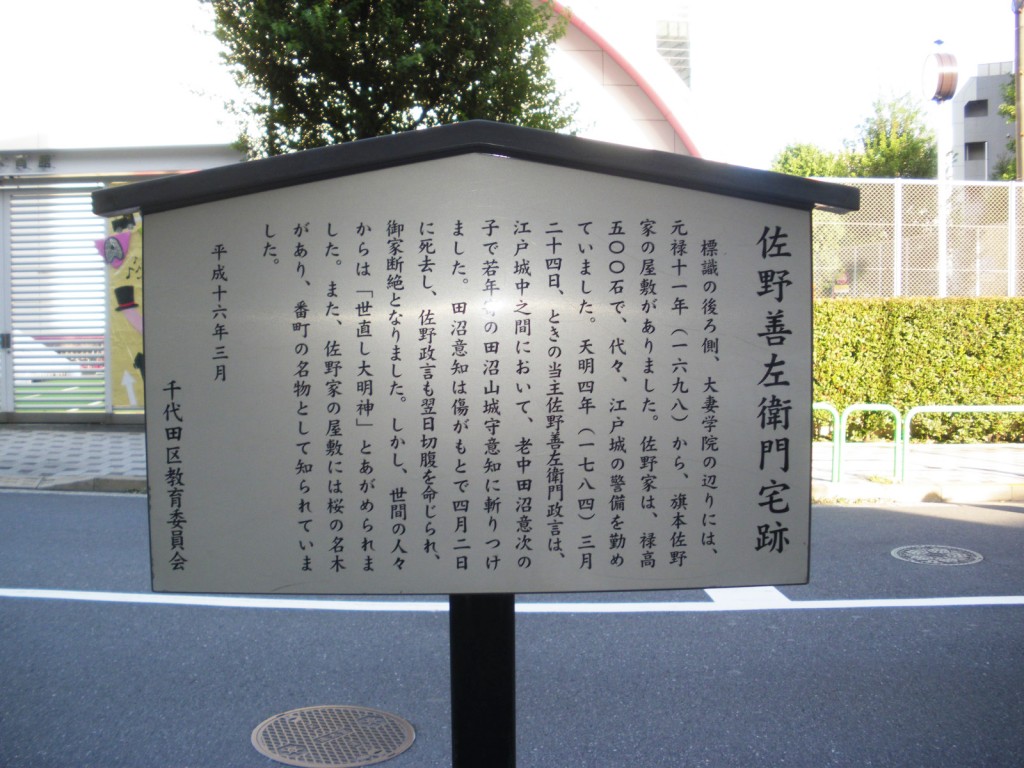 佐野善左衛門宅跡
標識の後ろ側、大妻学院の辺りには、
元禄十一年(一六九八)から、旗本佐野
家の屋敷がありました。佐野家は、禄高
五〇〇石で、代々、江戸城の警備を勤め
ていました。天明四年(一七八四)三月
二十四日、ときの当主佐野善左衛門政言は、
江戸城中之間において、老中田沼意次の
子で若年の田沼山城守意知に斬りつけ
ました。田沼意知は傷がもとで四月二日
に死去し、佐野政言も翌日切腹を命じられ、
御家断絶となりました。しかし、世間の人々
からは「世直し大明神」とあがめられま
した。また、佐野家の屋敷には桜の名木
があり、番町の名物として知られていま
した。
平成十六年三月
千代田区教育委員会